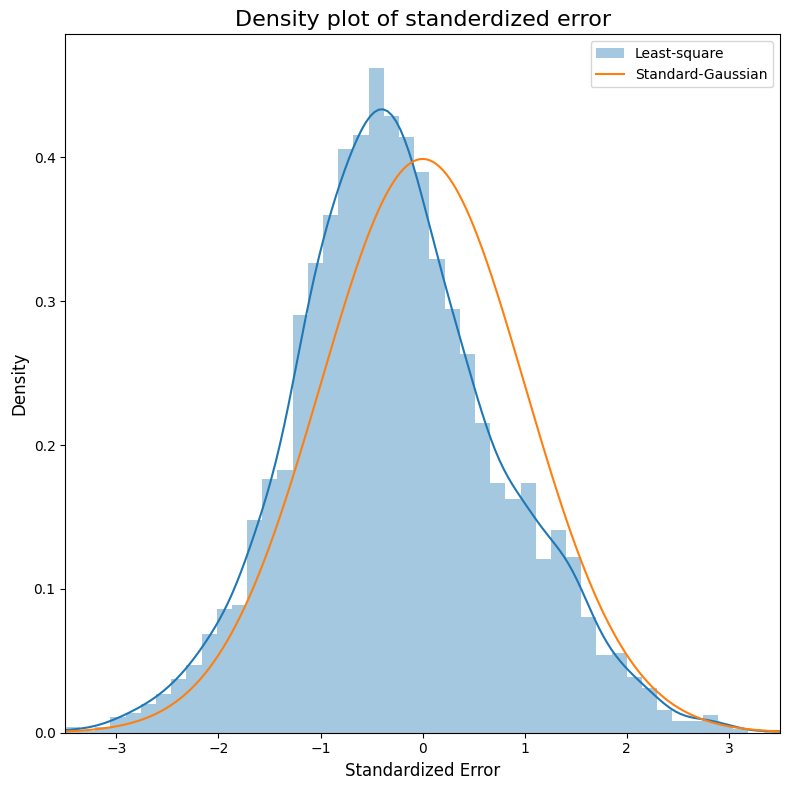 Density plot of standerdized error
Least-square
Standard-Gaussian
Density
0.4
0.3
0.2
0.1
0.0
−3
−2
−1
0
1
2
3
Standardized Error